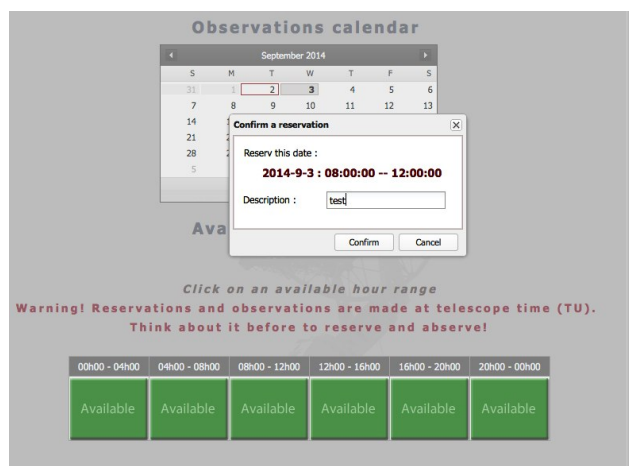 Observations calendar
September 2014
S M T W T F S
31 1 2 3 4 5 6
7 8 9 10 11 12 13
14
21
28
5
Confirm a reservation
Reserv this date :
2014-9-3 : 08:00:00 -- 12:00:00
Description : test
Confirm Cancel
Click on an available hour range
Warning! Reservations and observations are made at telescope time (TU).
Think about it before to reserve and abserve!
00h00 - 04h00 04h00 - 08h00 08h00 - 12h00 12h00 - 16h00 16h00 - 20h00 20h00 - 00h00
Available Available Available Available Available Available